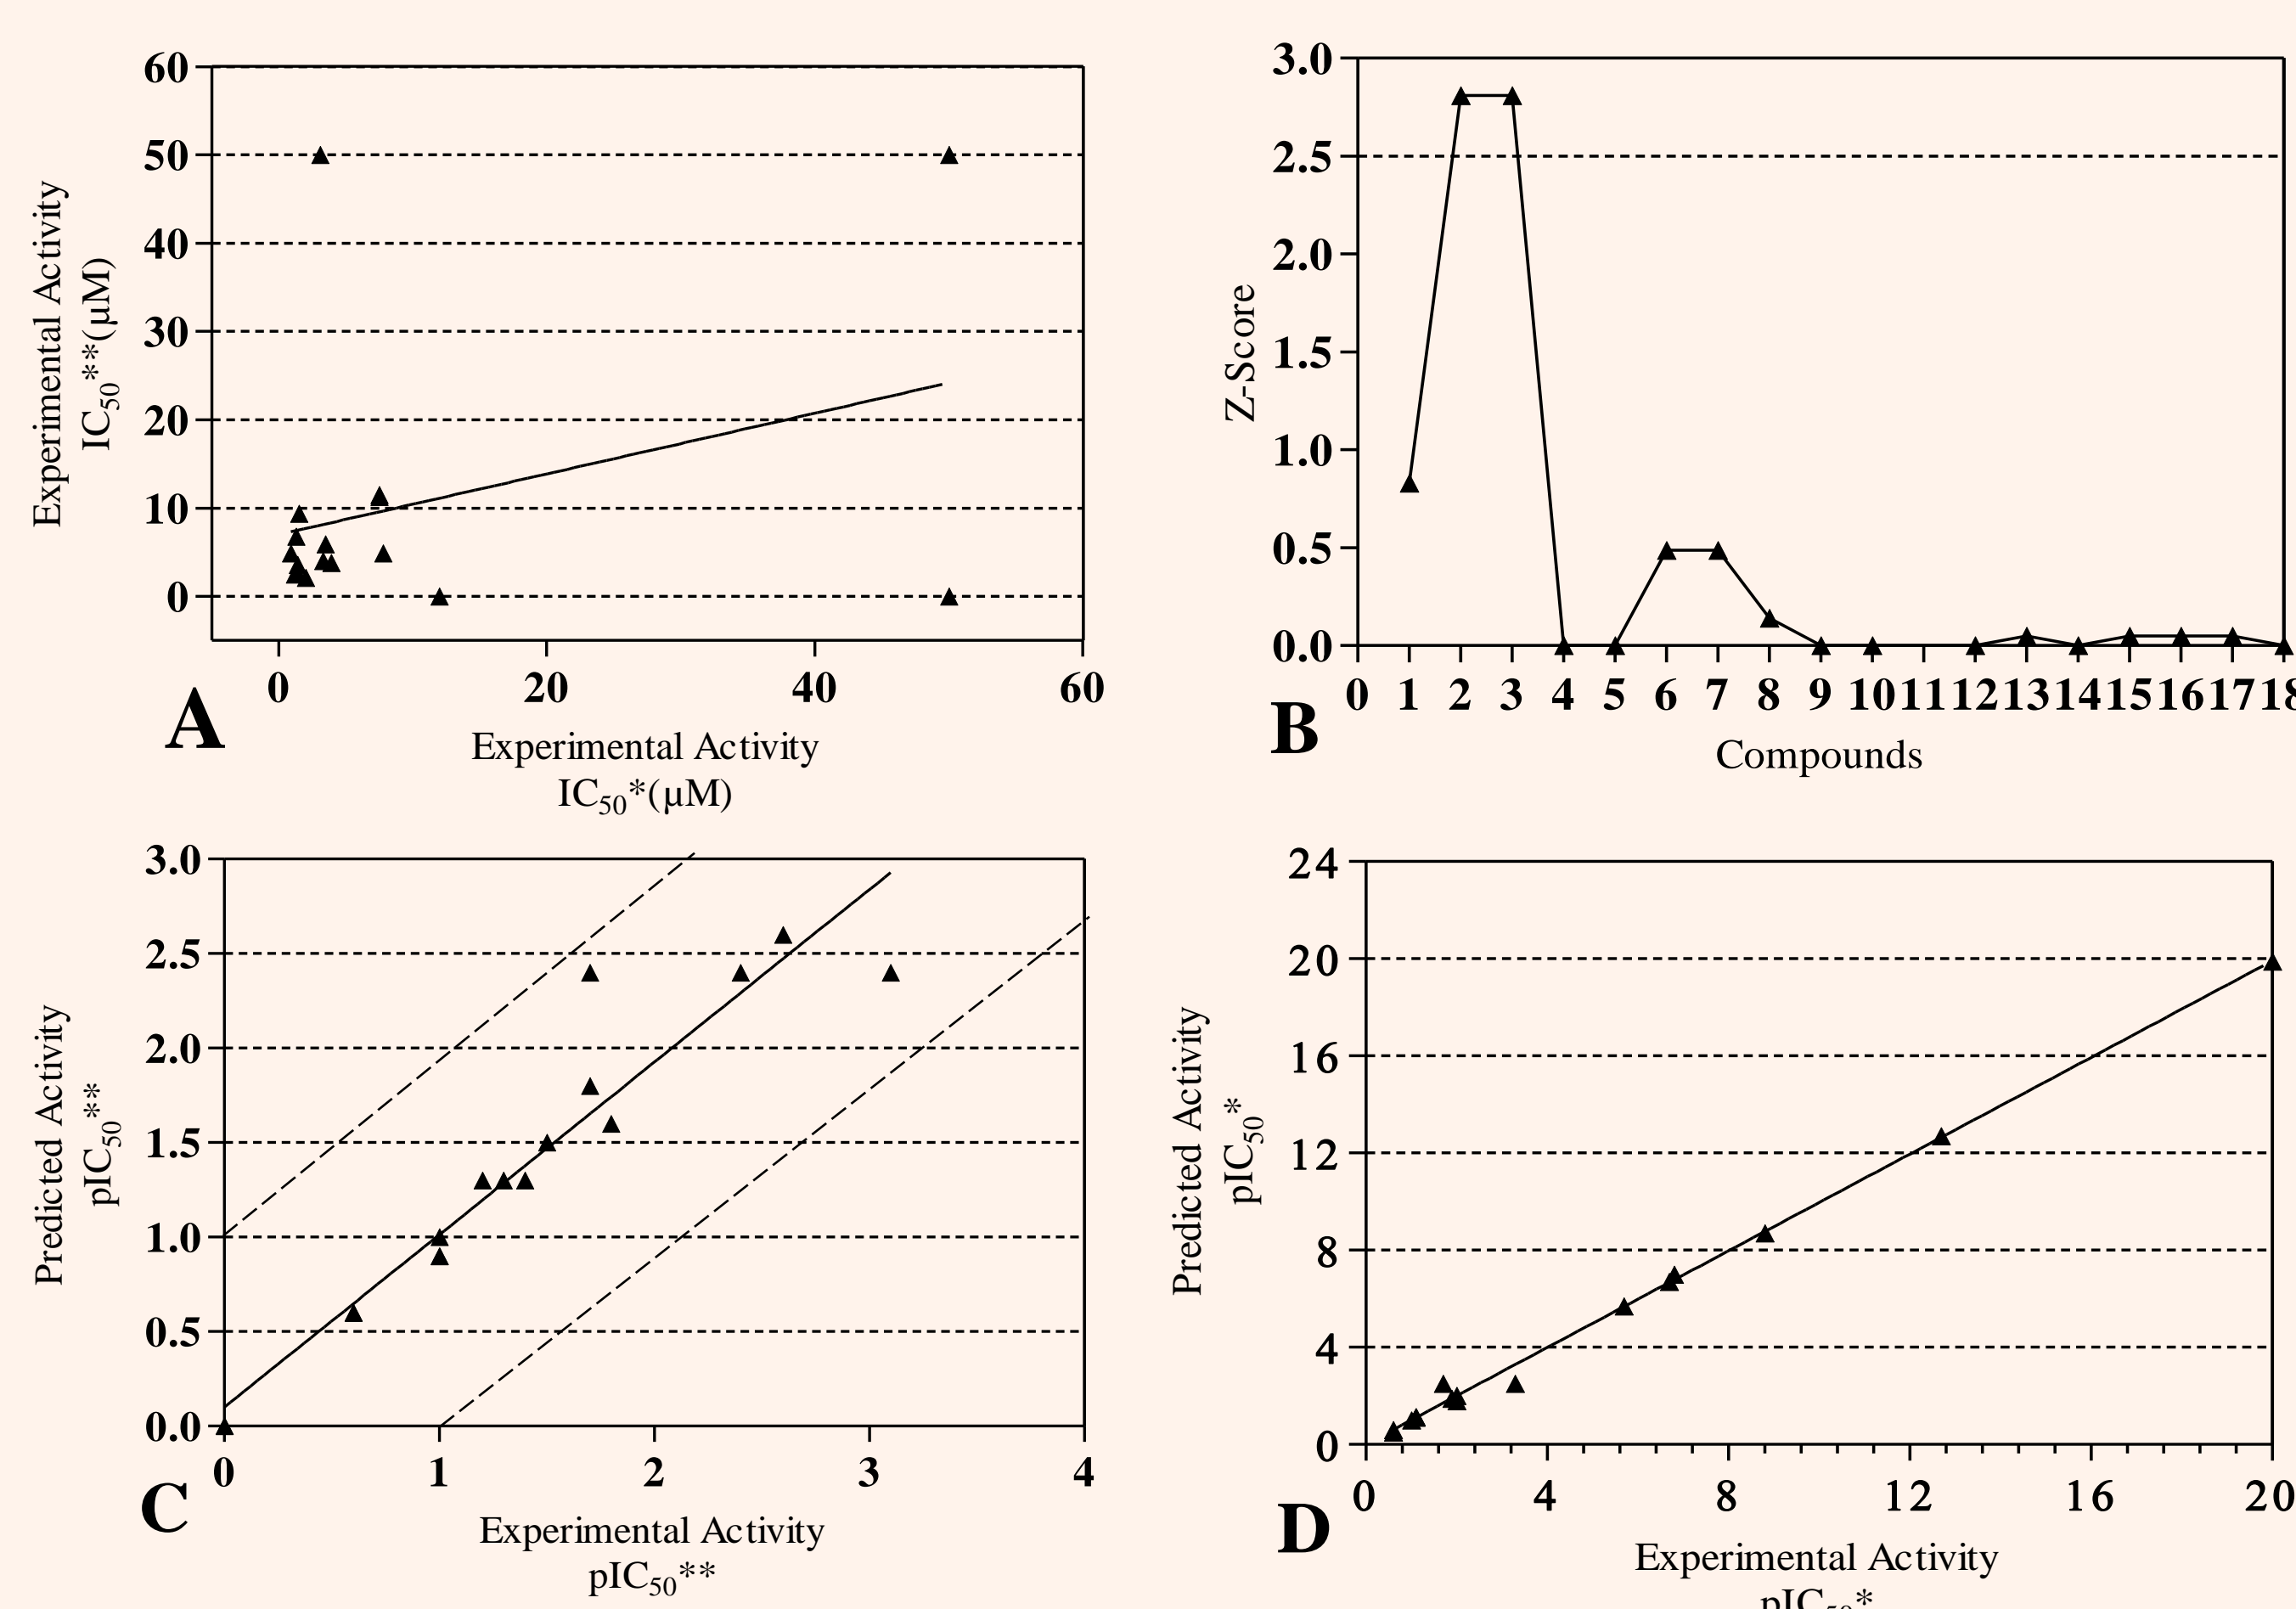 60
50
40
30
20
10
0
Experimental Activity
IC50**(µM)
0 20 40 60
A
Experimental Activity
IC50*(µM)
3.0
2.5
2.0
1.5
1.0
0.5
0.0
Z-Score
0 1 2 3 4 5 6 7 8 9 10 11 12 13 14 15 16 17 18
B
Compounds
3.0
2.5
2.0
1.5
1.0
0.5
0.0
Predicted Activity
pIC50**
0 1 2 3 4
C
Experimental Activity
pIC50**
24
20
16
12
8
4
0
Predicted Activity
pIC50*
0 4 8 12 16 20
D
Experimental Activity
pIC50*